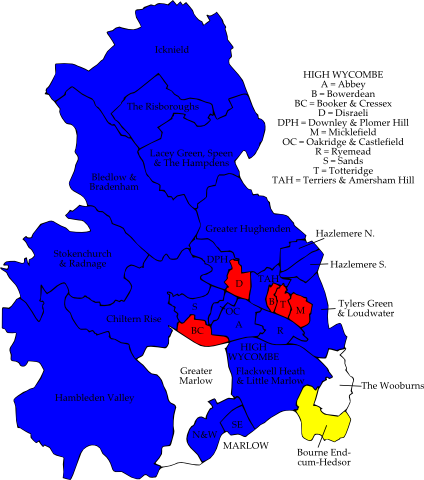 Icknield
The Risboroughs
Lacey Green, Speen
& The Hampdens
Bledlow &
Bradenham
HIGH WYCOMBE
A = Abbey
B = Bowerdean
BC = Booker & Cressex
D = Disraeli
DPH = Downley & Plomer Hill
M = Micklefield
OC = Oakridge & Castlefield
R = Ryemead
S = Sands
T = Totteridge
TAH = Terriers & Amersham Hill
Greater Hughenden
Hazlemere N.
Stokenchurch
& Radnage
DPH
Hazlemere S.
TAH
D
B
T
M
S
OC
Tylers Green
& Loudwater
Chiltern Rise
BC
A
R
HIGH
WYCOMBE
Greater
Marlow
Flackwell Heath
& Little Marlow
The Wooburns
Hambleden Valley
N&W
SE
MARLOW
Bourne End-
cum-Hedsor